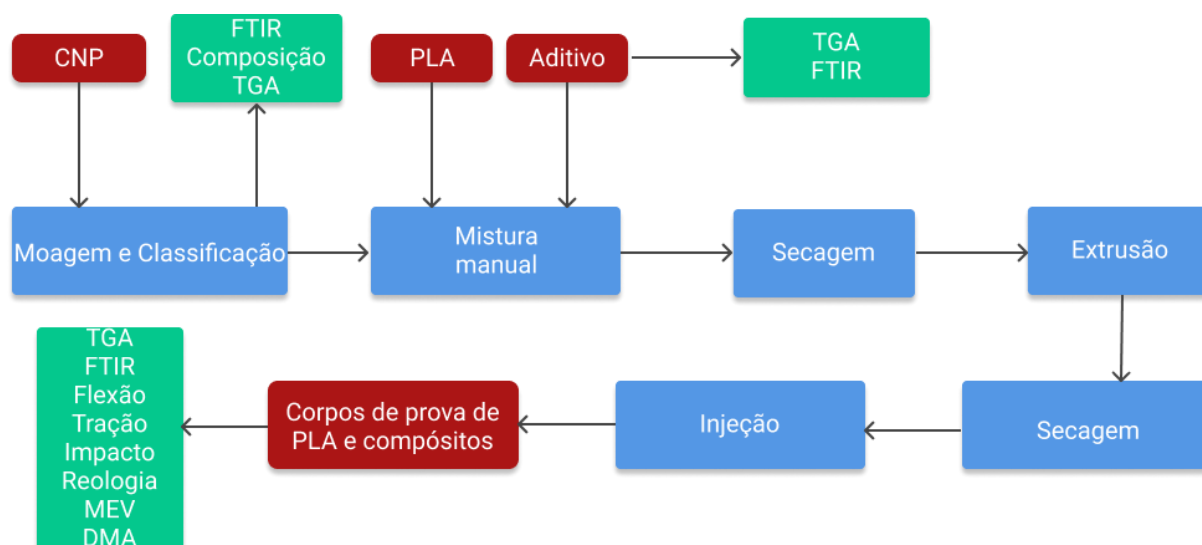 CNP
FTIR
Composição
TGA
PLA
Aditivo
TGA
FTIR
Moagem e Classificação
Mistura
manual
Secagem
Extrusão
TGA
FTIR
Flexão
Tração
Impacto
Reologia
MEV
DMA
Corpos de prova de
PLA e compósitos
Injeção
Secagem